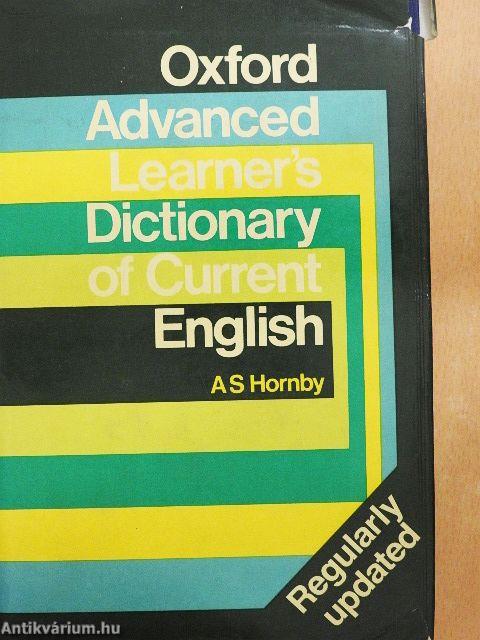 Oxford
Advanced
Learner's
Dictionary
of Current
English
A S Hornby
Regularly
updated
Antikvárium.hu